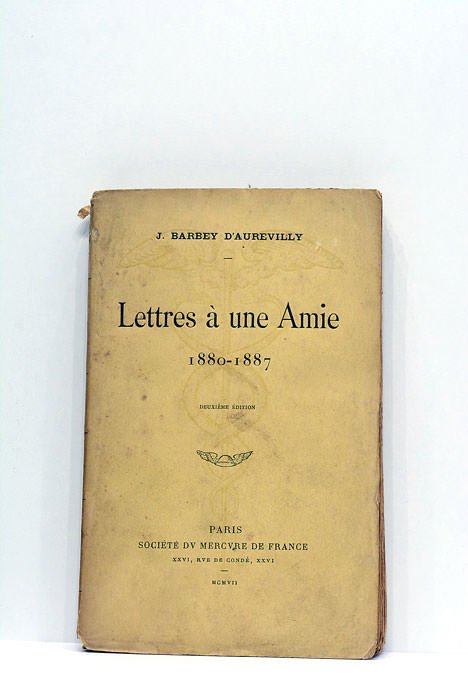 J. BARBEY D'AUREVILLY
Lettres à une Amie
1880-1887
DEUXIÈME ÉDITION
PARIS
SOCIÉTÉ DV MERCVRE DE FRANCE
XXVI, RVE DE CONDÉ, XXVI
MCMVII